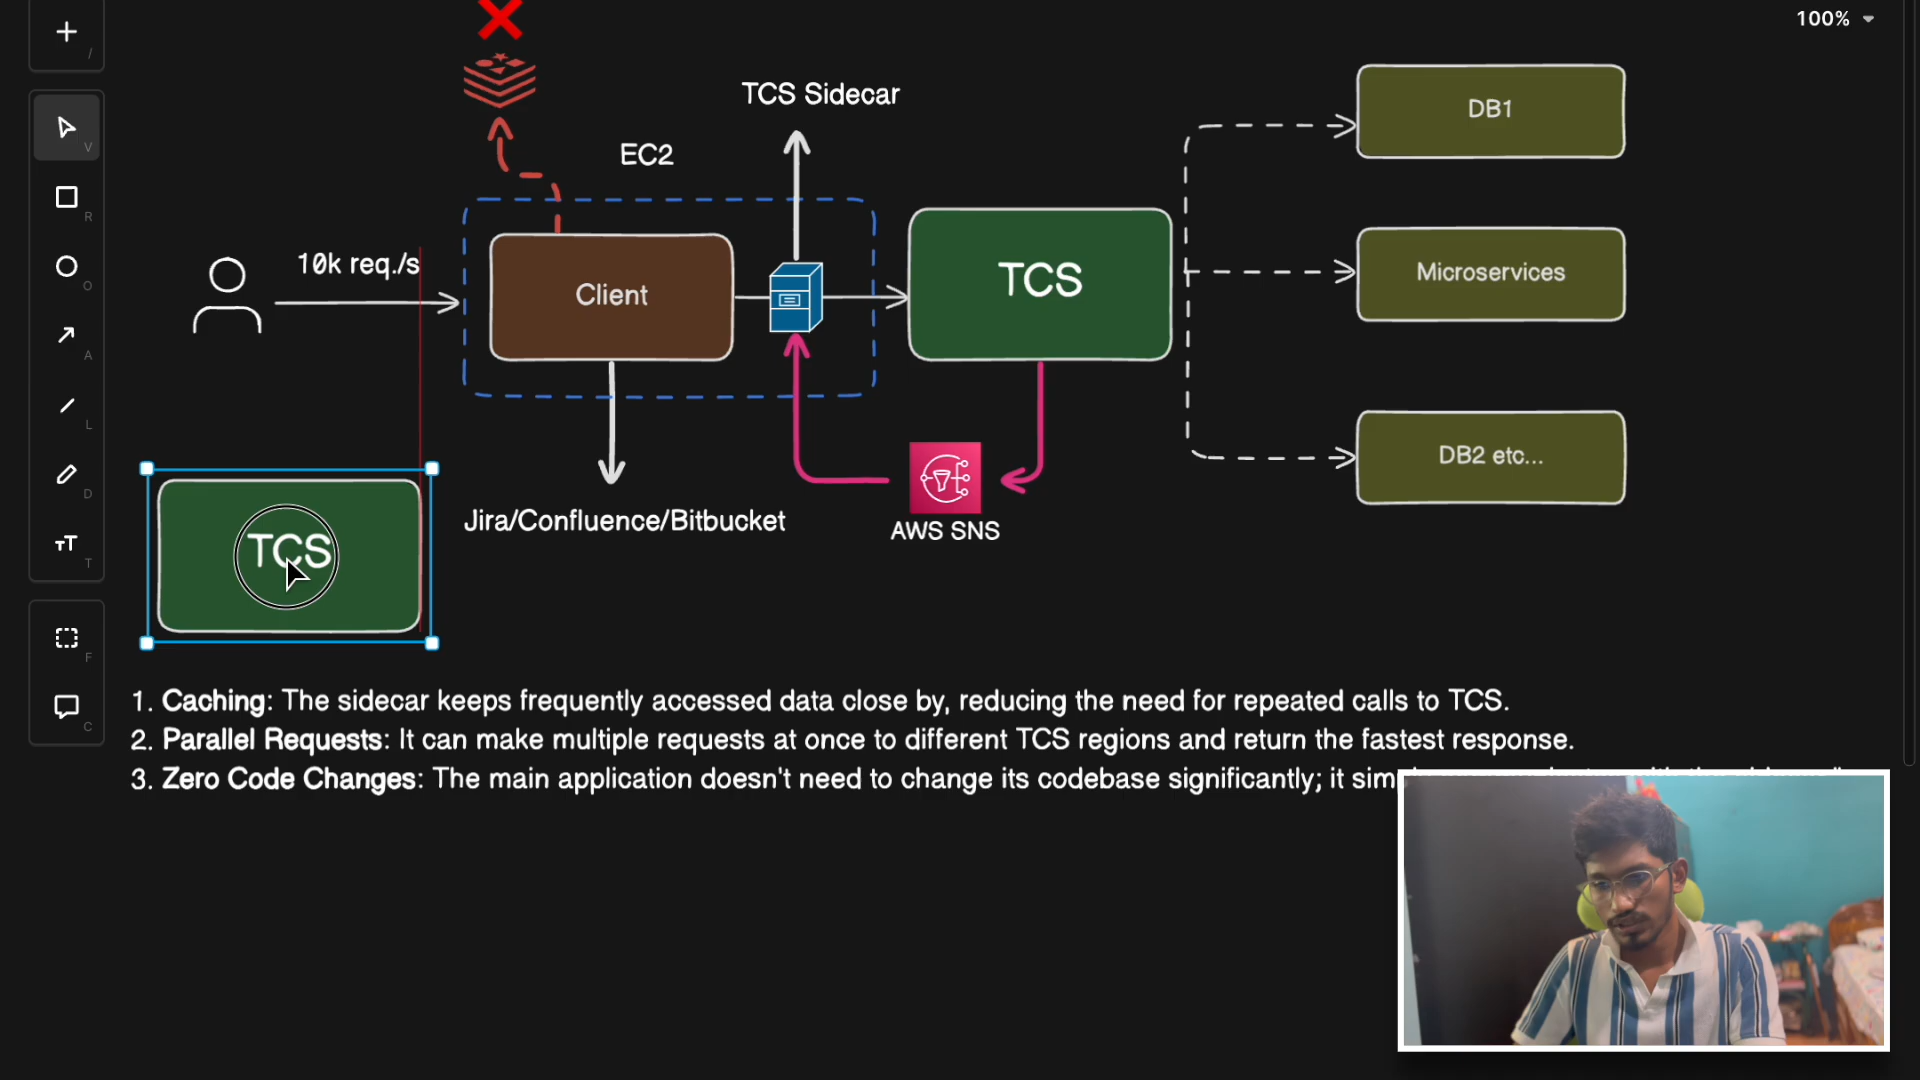 100%
/
V
R
O
A
L
D
T
F
C
TCS Sidecar
EC2
10k req./s
Client
TCS
DB1
Microservices
DB2 etc...
Jira/Confluence/Bitbucket
AWS SNS
TCS
1. Caching: The sidecar keeps frequently accessed data close by, reducing the need for repeated calls to TCS.
2. Parallel Requests: It can make multiple requests at once to different TCS regions and return the fastest response.
3. Zero Code Changes: The main application doesn't need to change its codebase significantly; it